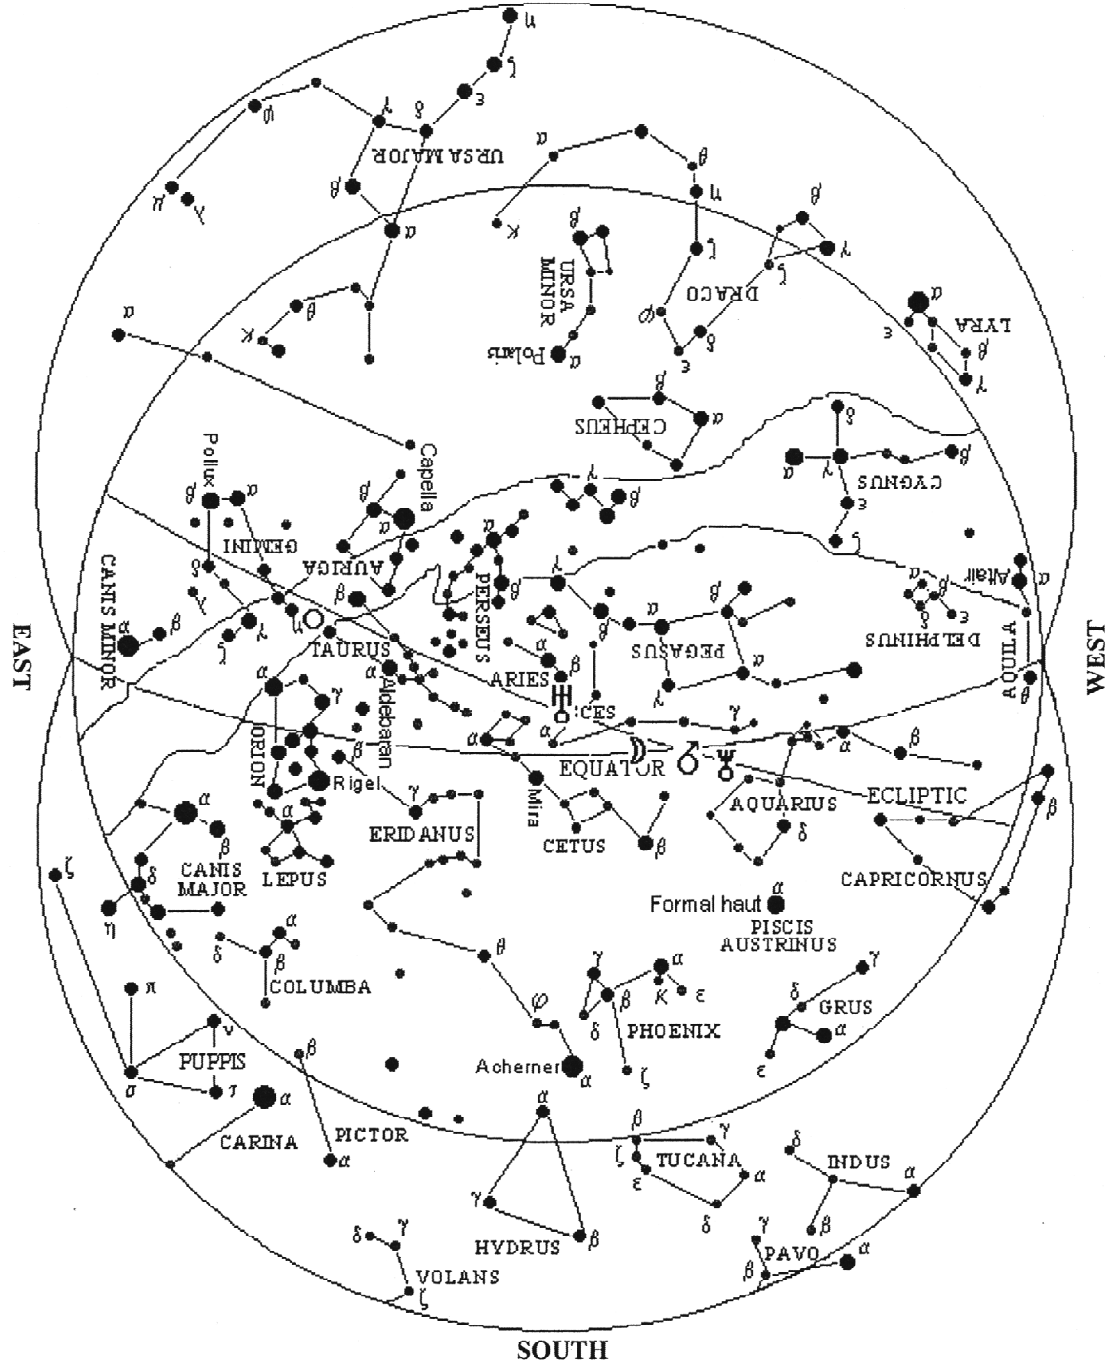 η
ζ
ε
φ
γ
δ
URSA MAJOR
α
θ
β
η
μ
λ
α
κ
β
β
γ
ζ
ζ
URSA
MINOR
DRACO
θ
κ
φ
δ
ε
α
ε
LYRA
β
γ
α
Polaris
α
β
CEPHEUS
α
δ
Pollux
Capella
β
α
β
α
γ
β
α
γ
β
CYGNUS
ε
ζ
GEMINI
AURIGA
α
PERSEUS
γ
β
Altair
α
CANIS MINOR
δ
λ
β
β
β
α
δ
ε
DELPHINUS
EAST
α
β
γ
ζ
η
TAURUS
α
β
PEGASUS
AQUILA
WEST
ARIES
β
α
θ
α
γ
Aldebaran
γ
CES
α
γ
ORION
β
α
EQUATOR
α
Rigel
γ
Mira
AQUARIUS
ECLIPTIC
β
α
β
α
ERIDANUS
CETUS
β
δ
ζ
δ
CANIS
MAJOR
LEPUS
CAPRICORNUS
η
Formal haut
α
PISCIS
AUSTRINUS
δ
α
β
COLUMBA
θ
γ
α
γ
π
κ
ε
δ
GRUS
φ
β
δ
PHOENIX
ν
PUPPIS
β
α
σ
τ
Acherner
α
ζ
ε
α
CARINA
PICTOR
α
α
β
γ
ζ
ε
TUCANA
α
δ
INDUS
α
γ
δ
β
HYDRUS
β
γ
PAVO
α
β
δ
γ
VOLANS
ζ
SOUTH